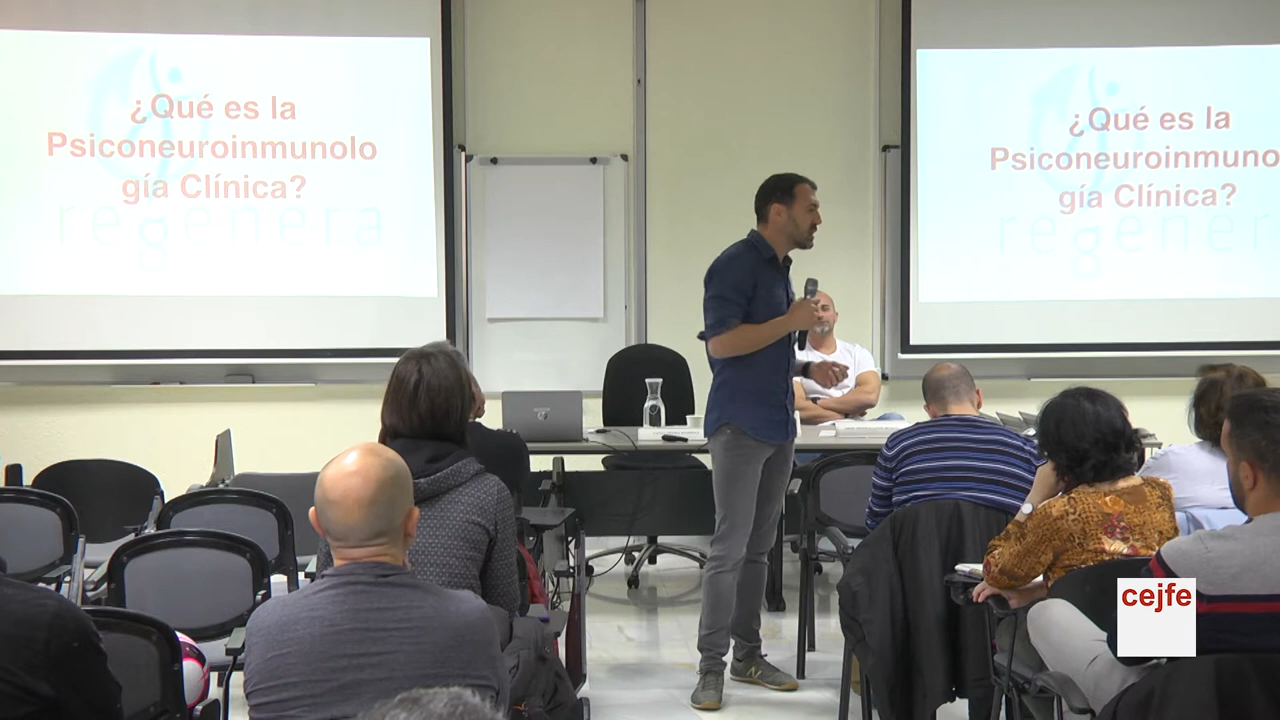 ¿Qué es la
Psiconeuroinmunolo
gía Clínica?
regenera
¿Qué es la
Psiconeuroinmuno
gía Clínica?
regener
cejfe